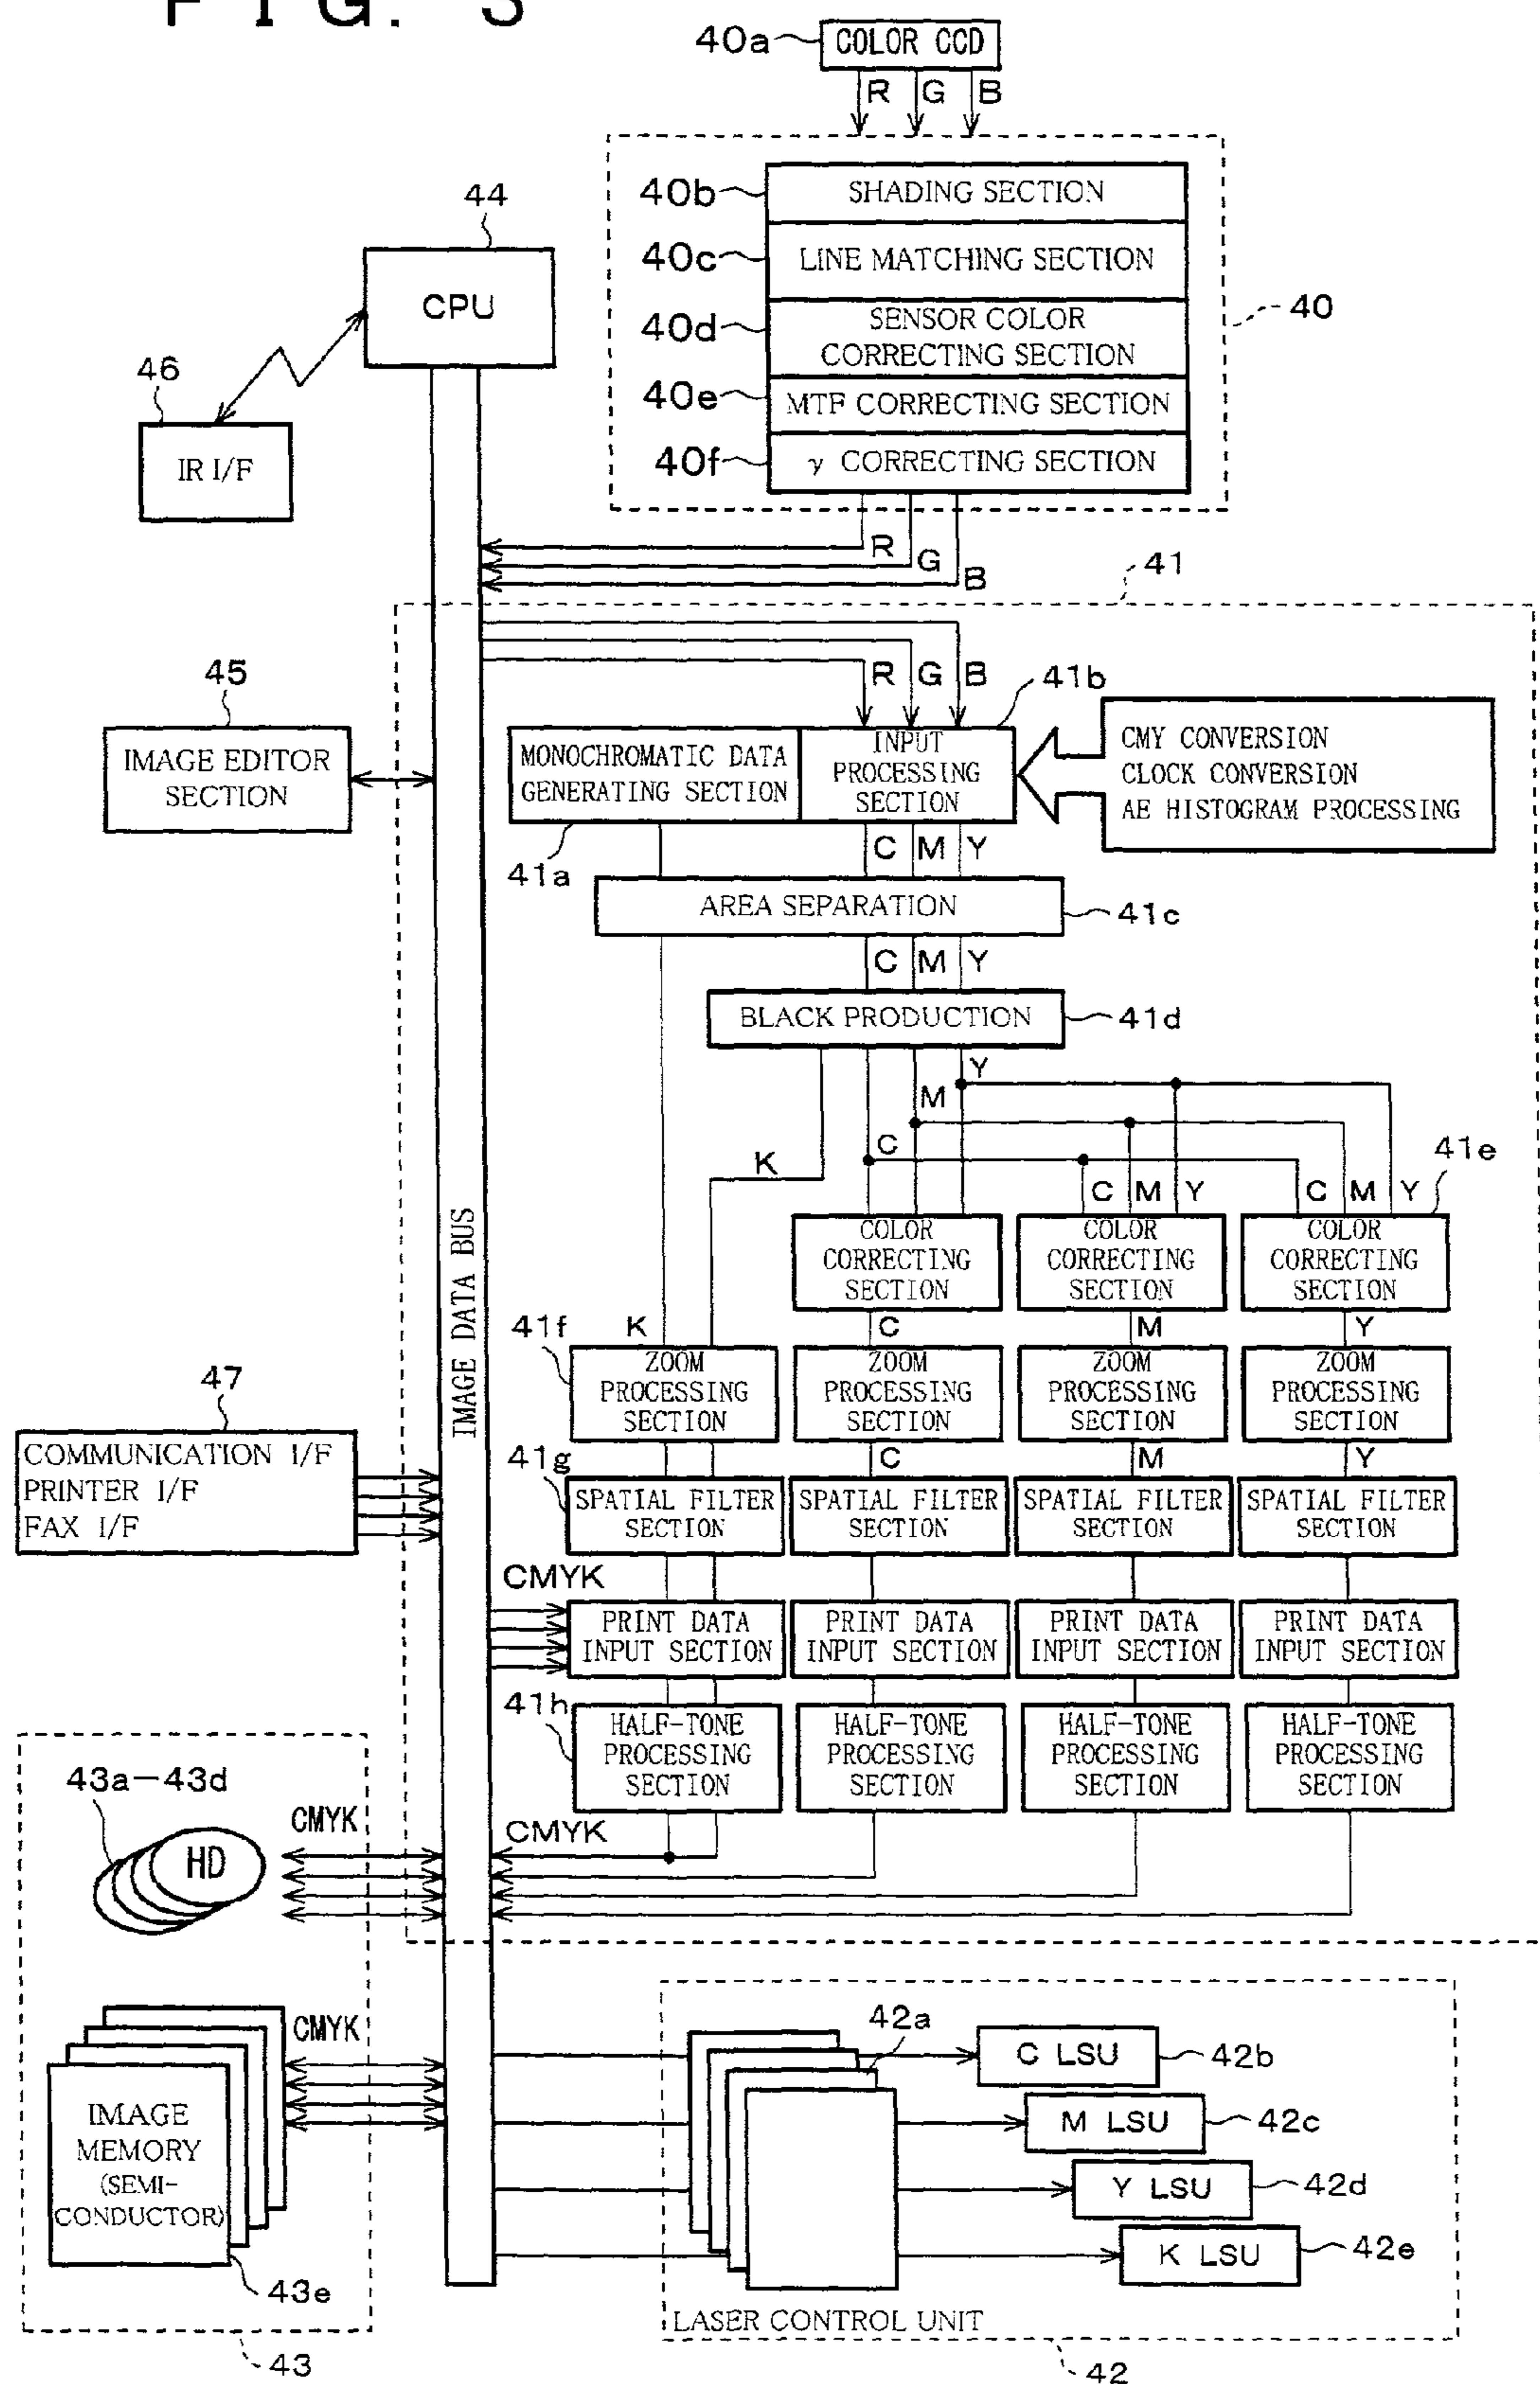 FIG. 3
40a
COLOR CCD
R G B
40b
SHADING SECTION
40c
LINE MATCHING SECTION
40d
SENSOR COLOR
CORRECTING SECTION
40e
MTF CORRECTING SECTION
40f
γ CORRECTING SECTION
40
44
CPU
46
IR I/F
R
G
B
41
45
IMAGE EDITOR
SECTION
R G B
41b
MONOCHROMATIC DATA
GENERATING SECTION
INPUT
PROCESSING
SECTION
CMY CONVERSION
CLOCK CONVERSION
AE HISTOGRAM PROCESSING
41a
C M Y
AREA SEPARATION
41c
C M Y
BLACK PRODUCTION
41d
Y
M
C
K
C M Y
C M Y
41e
COLOR
CORRECTING
SECTION
COLOR
CORRECTING
SECTION
COLOR
CORRECTING
SECTION
IMAGE DATA BUS
41f
K
C
M
Y
ZOOM
PROCESSING
SECTION
ZOOM
PROCESSING
SECTION
ZOOM
PROCESSING
SECTION
ZOOM
PROCESSING
SECTION
47
COMMUNICATION I/F
PRINTER I/F
FAX I/F
41g
C
M
Y
SPATIAL FILTER
SECTION
SPATIAL FILTER
SECTION
SPATIAL FILTER
SECTION
SPATIAL FILTER
SECTION
CMYK
PRINT DATA
INPUT SECTION
PRINT DATA
INPUT SECTION
PRINT DATA
INPUT SECTION
PRINT DATA
INPUT SECTION
41h
HALF-TONE
PROCESSING
SECTION
HALF-TONE
PROCESSING
SECTION
HALF-TONE
PROCESSING
SECTION
HALF-TONE
PROCESSING
SECTION
43a-43d
HD
CMYK
CMYK
CMYK
IMAGE
MEMORY
(SEMI-
CONDUCTOR)
43e
43
42a
C LSU
42b
M LSU
42c
Y LSU
42d
K LSU
42e
LASER CONTROL UNIT
42